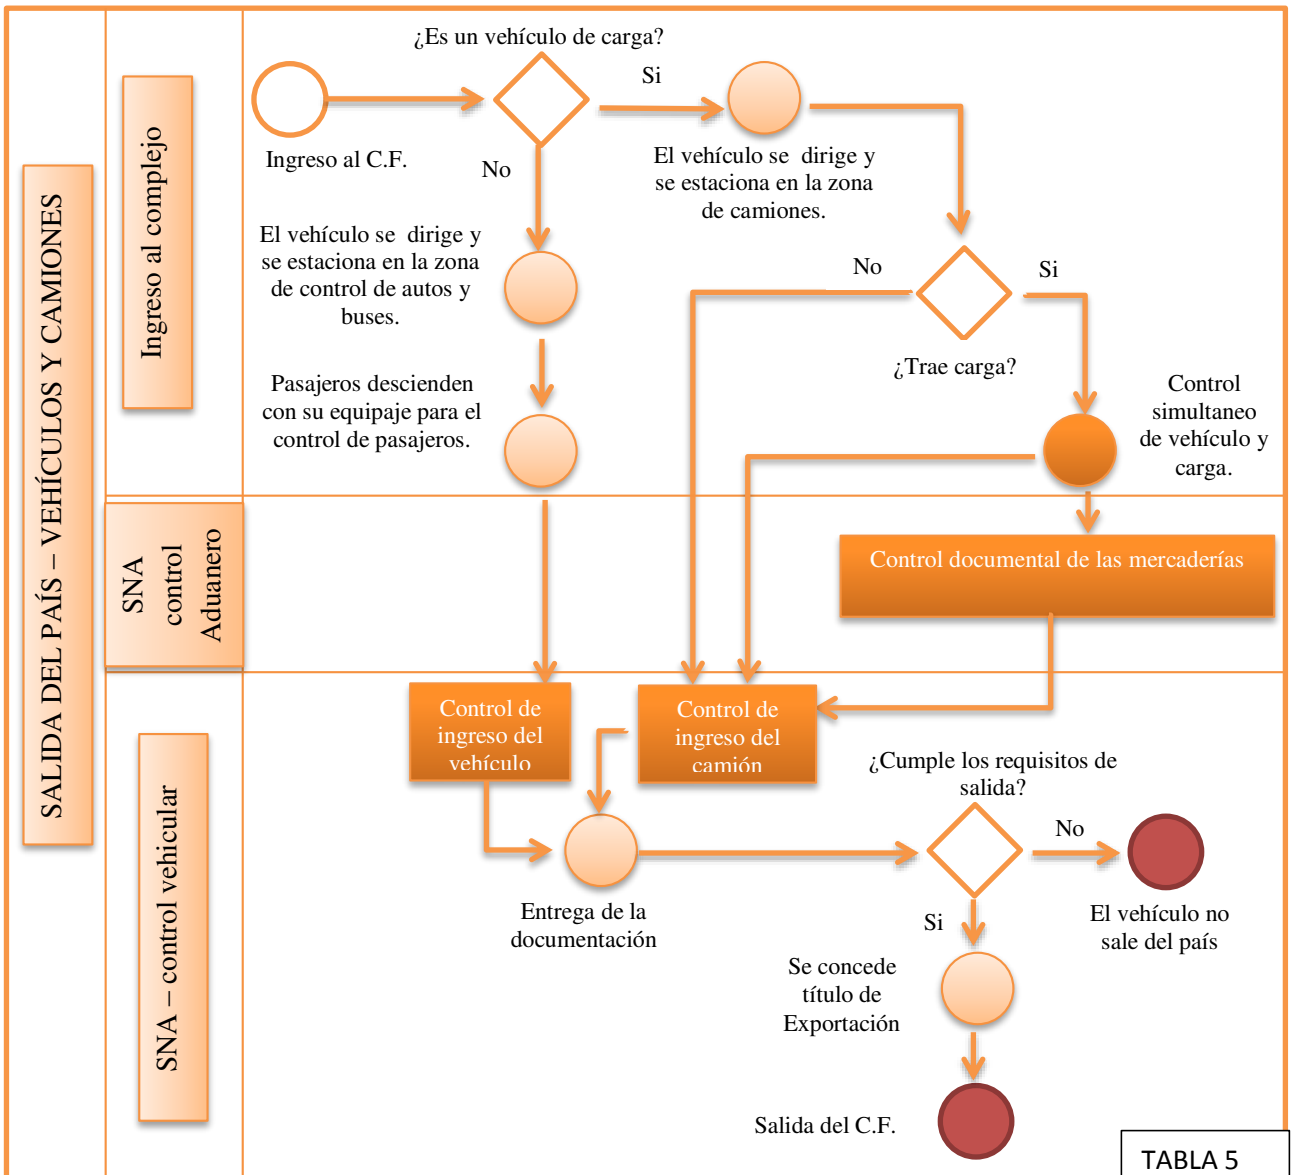 SALIDA DEL PAÍS – VEHÍCULOS Y CAMIONES
Ingreso al complejo
¿Es un vehículo de carga?
Si
Ingreso al C.F.
No
El vehículo se dirige y
se estaciona en la zona
de camiones.
El vehículo se dirige y
se estaciona en la zona
de control de autos y
buses.
No
Si
¿Trae carga?
Pasajeros descienden
con su equipaje para el
control de pasajeros.
Control
simultaneo
de vehículo y
carga.
SNA
control
Aduanero
Control documental de las mercaderías
SNA – control vehicular
Control de
ingreso del
vehículo
Control de
ingreso del
camión
¿Cumple los requisitos de
salida?
No
Entrega de la
documentación
Si
El vehículo no
sale del país
Se concede
título de
Exportación
Salida del C.F.
TABLA 5